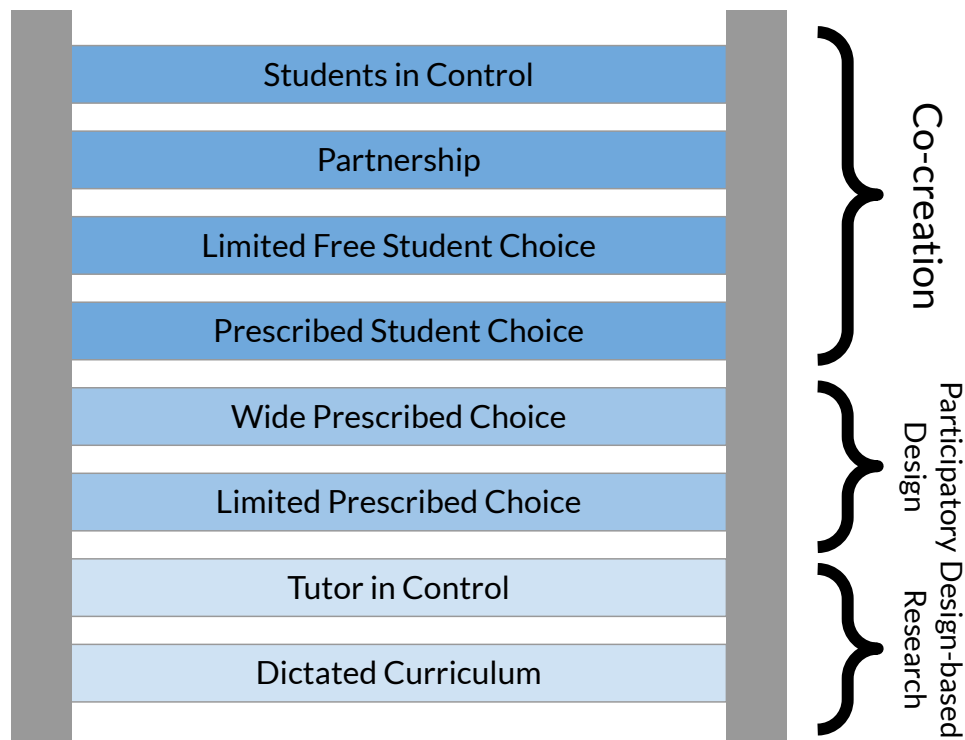 Students in Control
Partnership
Limited Free Student Choice
Prescribed Student Choice
Wide Prescribed Choice
Limited Prescribed Choice
Tutor in Control
Dictated Curriculum
Co-creation
Participatory
Design
Design-based
Research